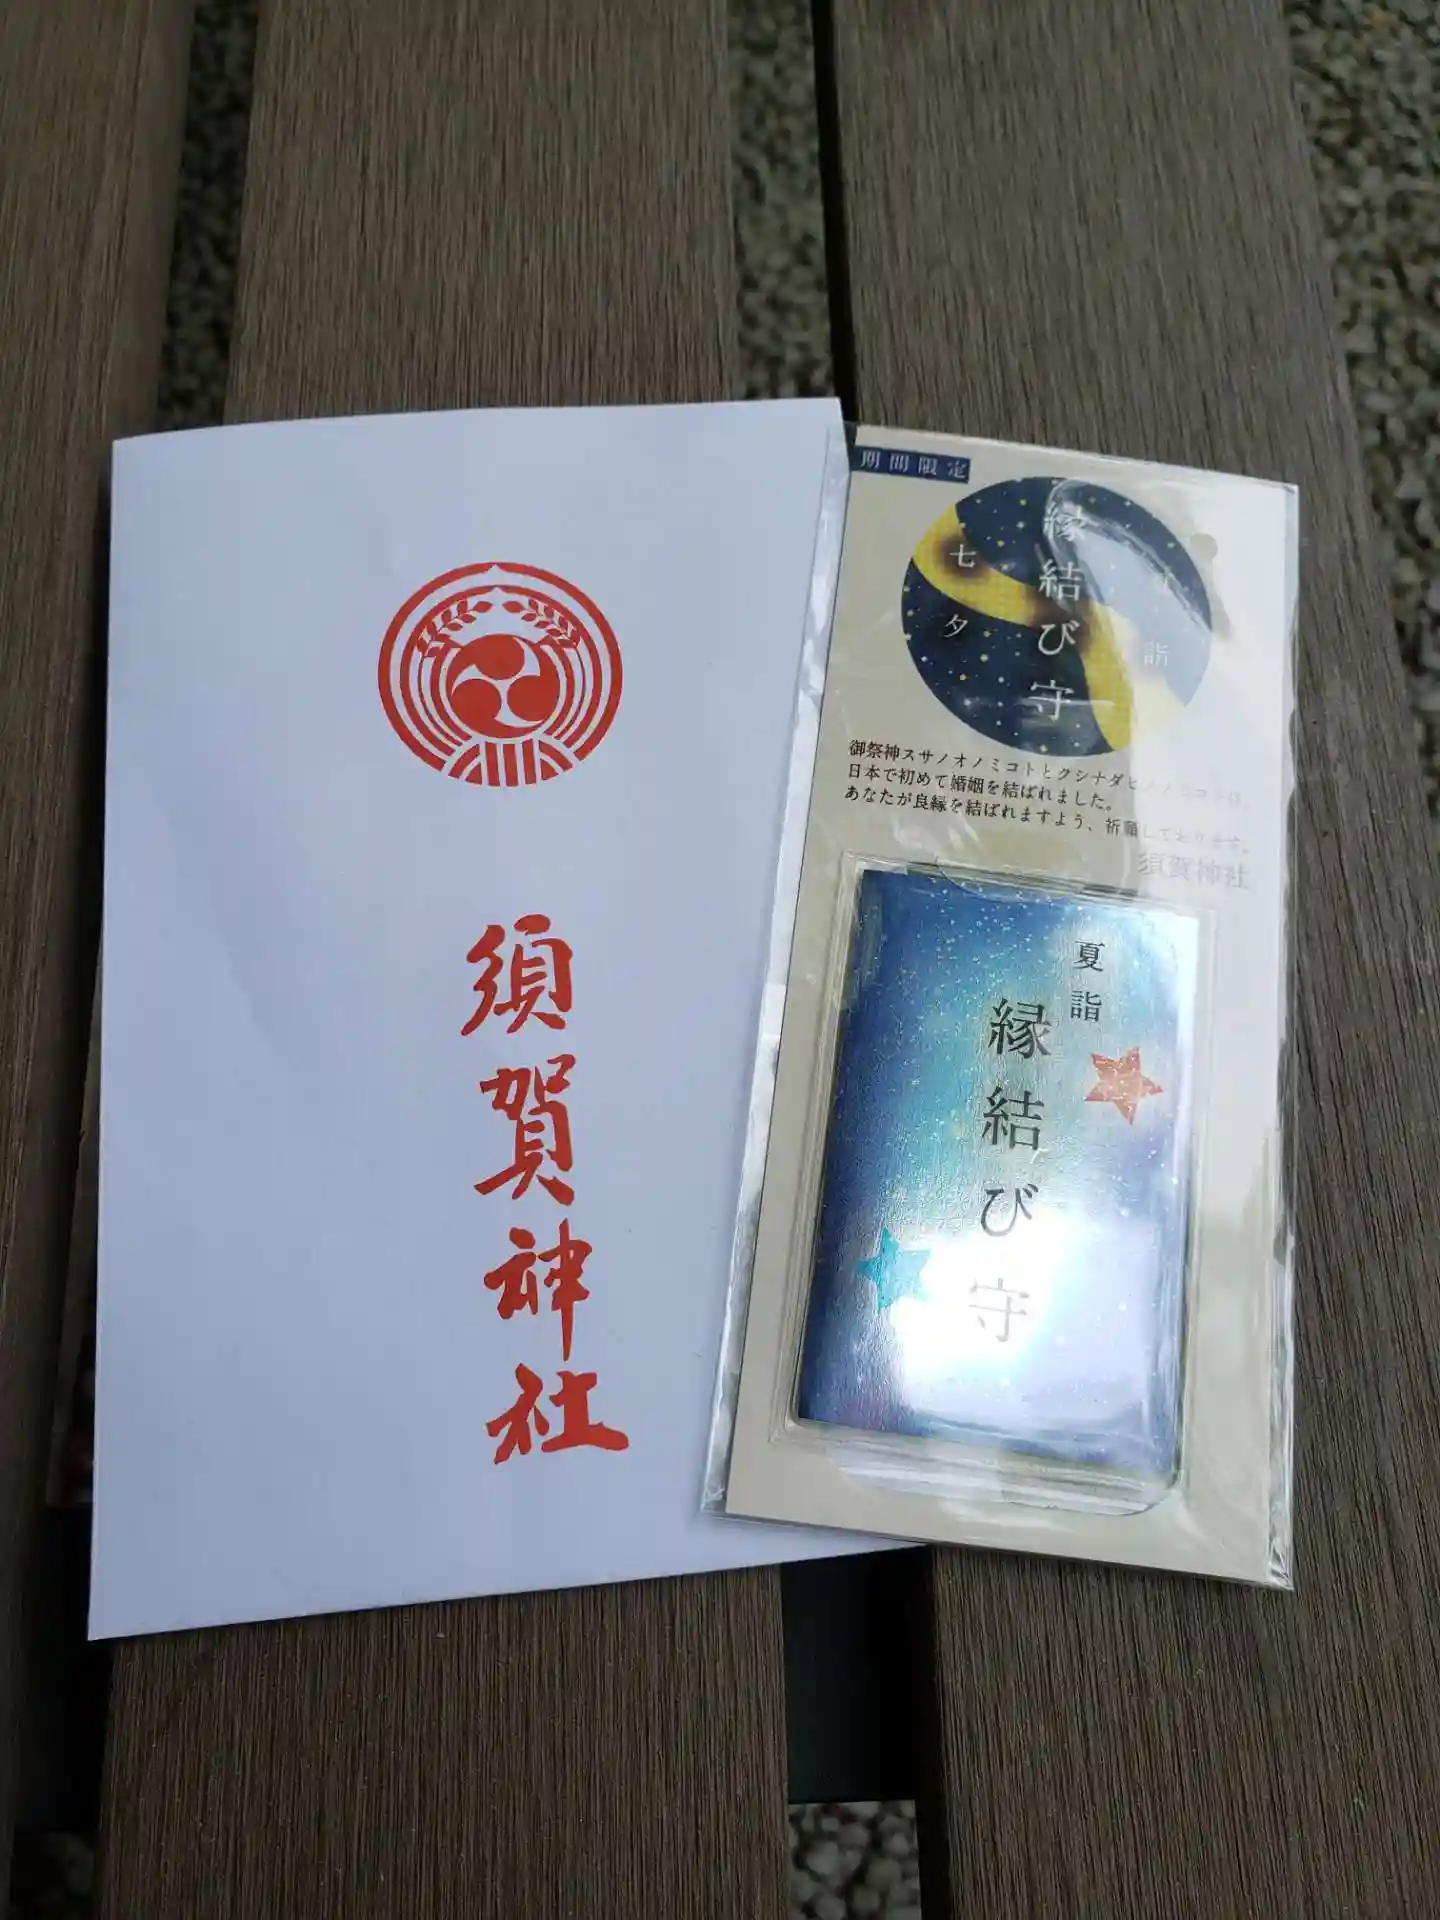 須賀神社
期間限定
七夕
縁結び守
詣
御祭神スサノオノミコトとクシナダヒメノミコトは、
日本で初めて婚姻を結ばれました。
あなたが良縁を結ばれますよう、祈願しております。
須賀神社
夏詣
縁結び守